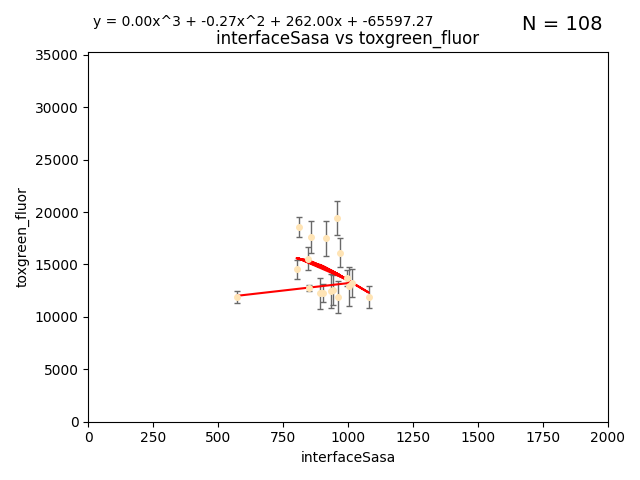 y = 0.00x^3 + -0.27x^2 + 262.00x + -65597.27
N = 108
interfaceSasa vs toxgreen_fluor
35000
30000
25000
20000
15000
10000
5000
0
toxgreen_fluor
0 250 500 750 1000 1250 1500 1750 2000
interfaceSasa